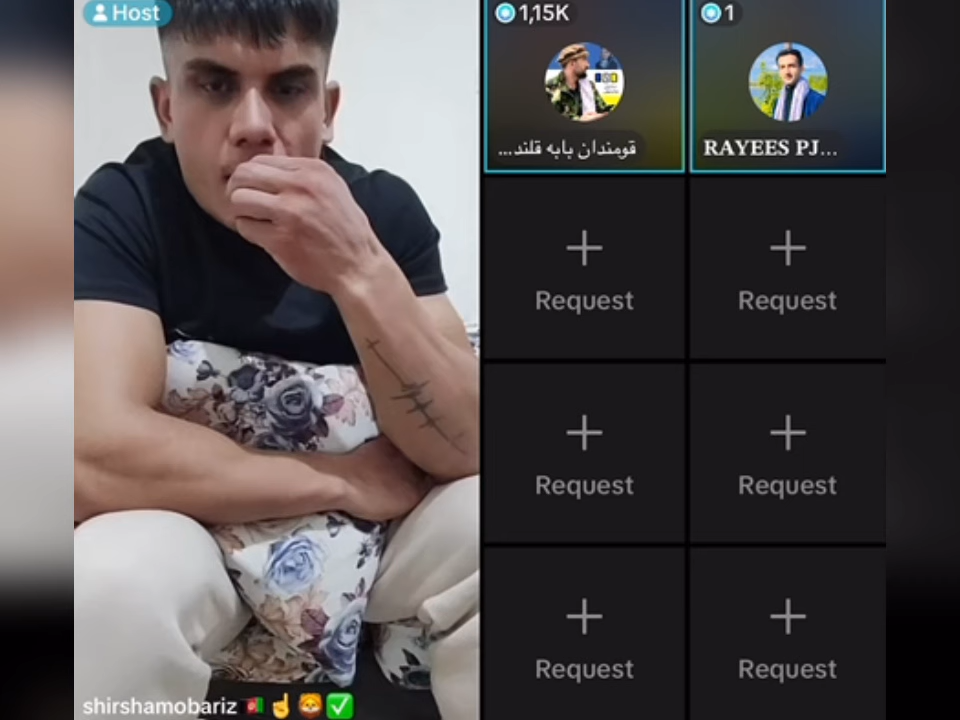 Host
1,15K
1
قومندان بابه قلند...
RAYEES PJ...
Request
Request
Request
Request
Request
Request
shirshamobariz 🇦🇫☝️🦁✅